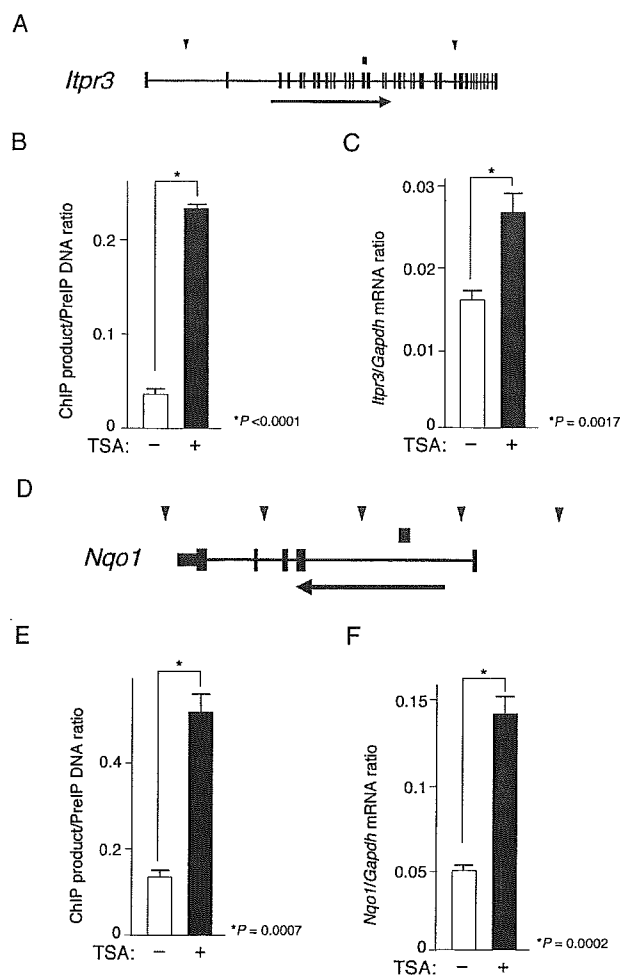 A
Itpr3
B
C
ChIP product/PreIP DNA ratio
0.2
0.1
0
*
TSA: − +
*P <0.0001
Itpr3/Gapdh mRNA ratio
0.03
0.02
0.01
0
*
TSA: − +
*P = 0.0017
D
Nqo1
E
F
ChIP product/PreIP DNA ratio
0.4
0.2
0
*
TSA: − +
*P = 0.0007
Nqo1/Gapdh mRNA ratio
0.15
0.1
0.05
0
*
TSA: − +
*P = 0.0002